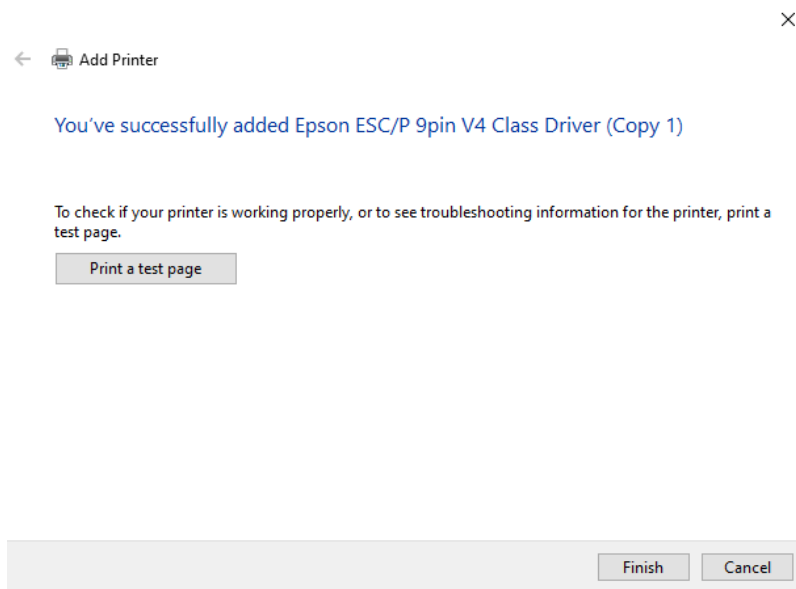 Add Printer
You've successfully added Epson ESC/P 9pin V4 Class Driver (Copy 1)
To check if your printer is working properly, or to see troubleshooting information for the printer, print a
test page.
Print a test page
Finish
Cancel